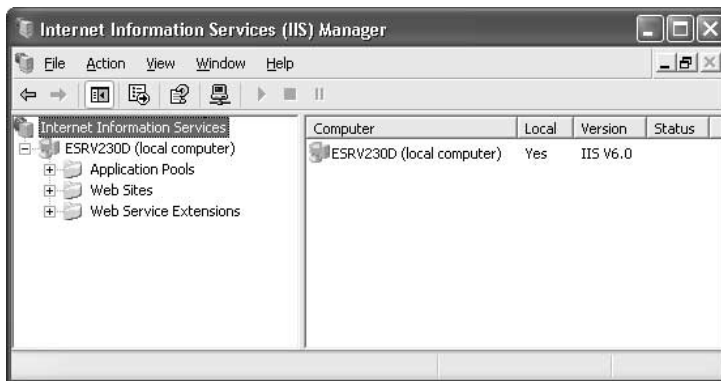 Internet Information Services (IIS) Manager
File Action View Window Help
Internet Information Services
ESRV230D (local computer)
Application Pools
Web Sites
Web Service Extensions
Computer Local Version Status
ESRV230D (local computer) Yes IIS V6.0